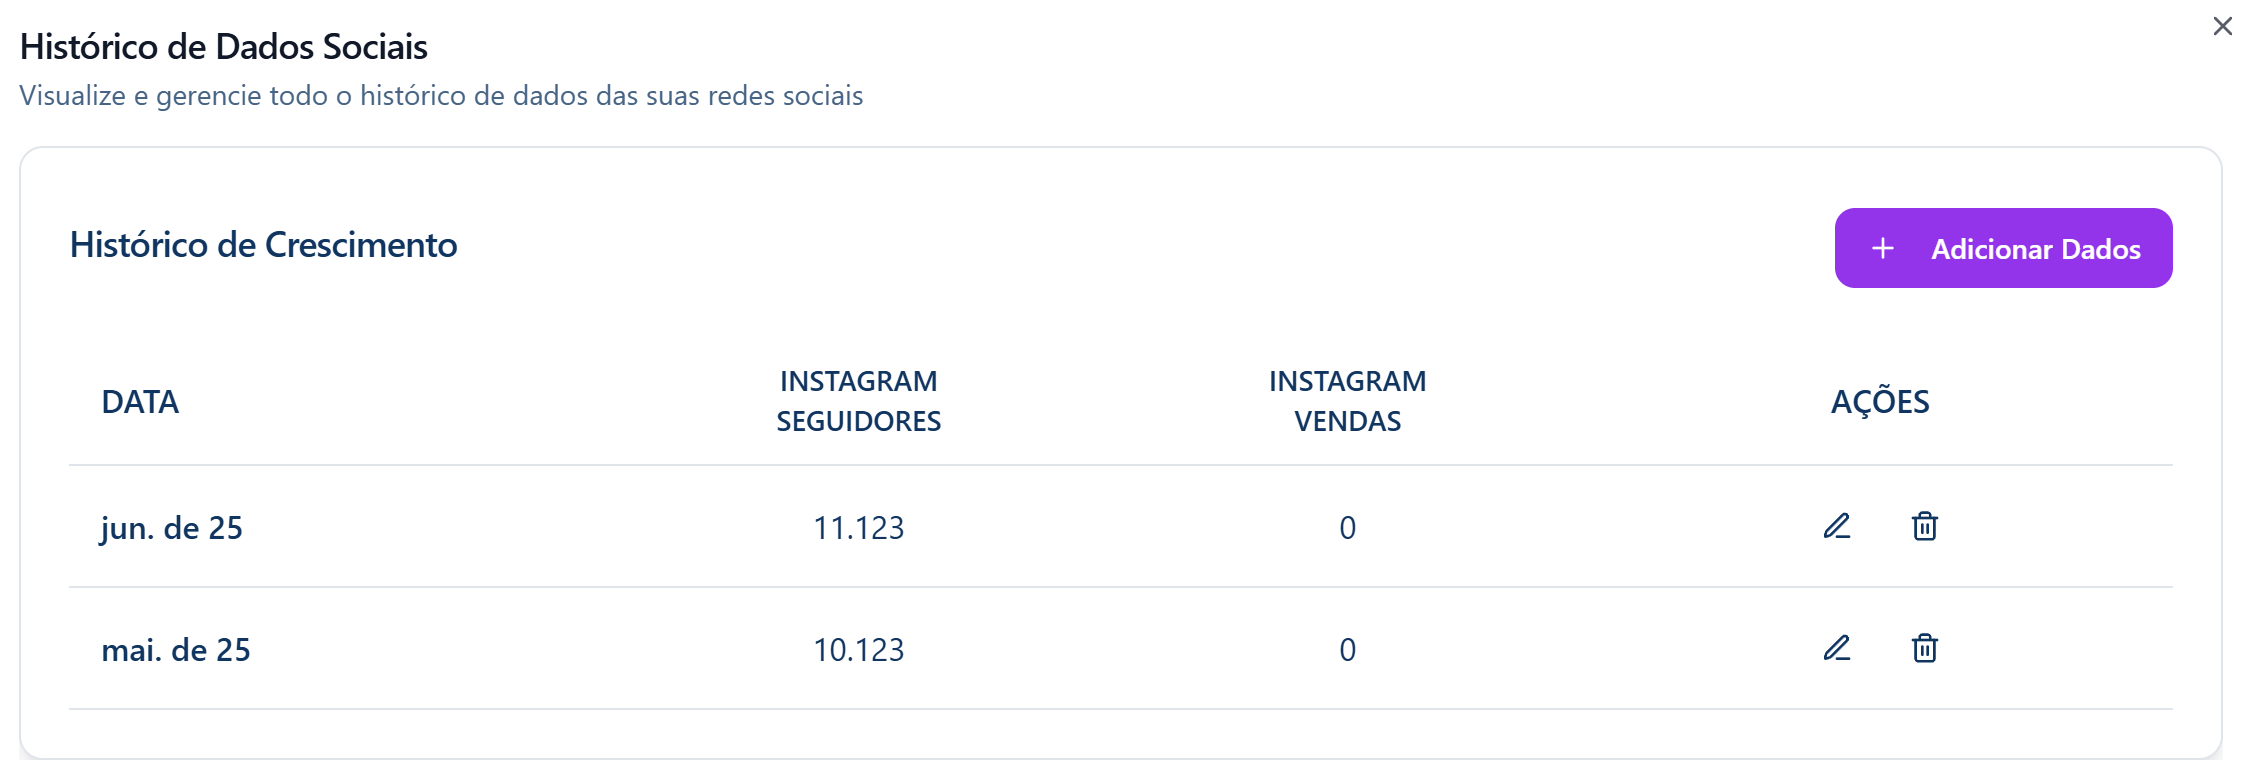 Histórico de Dados Sociais
Visualize e gerencie todo o histórico de dados das suas redes sociais
Histórico de Crescimento
Adicionar Dados
DATA
INSTAGRAM
SEGUIDORES
INSTAGRAM
VENDAS
AÇÕES
jun. de 25 11.123 0
mai. de 25 10.123 0